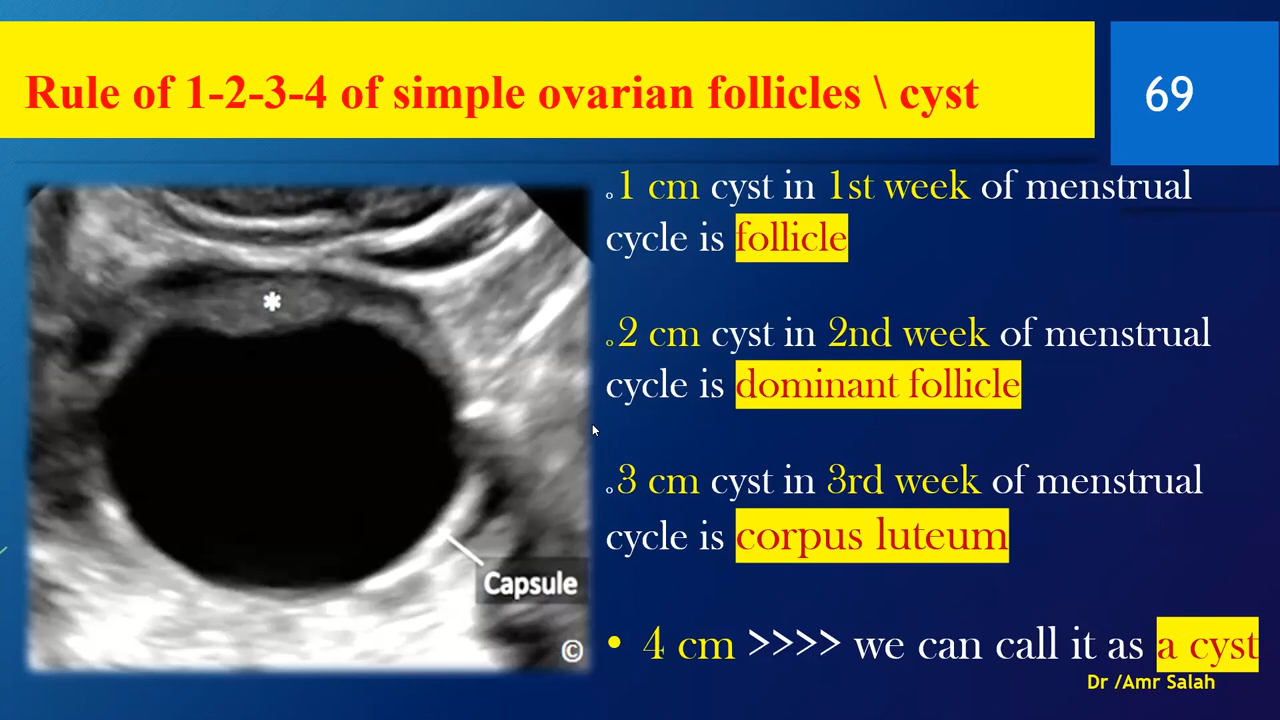 Rule of 1-2-3-4 of simple ovarian follicles \ cyst
69
◦1 cm cyst in 1st week of menstrual
cycle is follicle
◦2 cm cyst in 2nd week of menstrual
cycle is dominant follicle
◦3 cm cyst in 3rd week of menstrual
cycle is corpus luteum
• 4 cm >>>> we can call it as a cyst
Dr /Amr Salah
*
Capsule
©